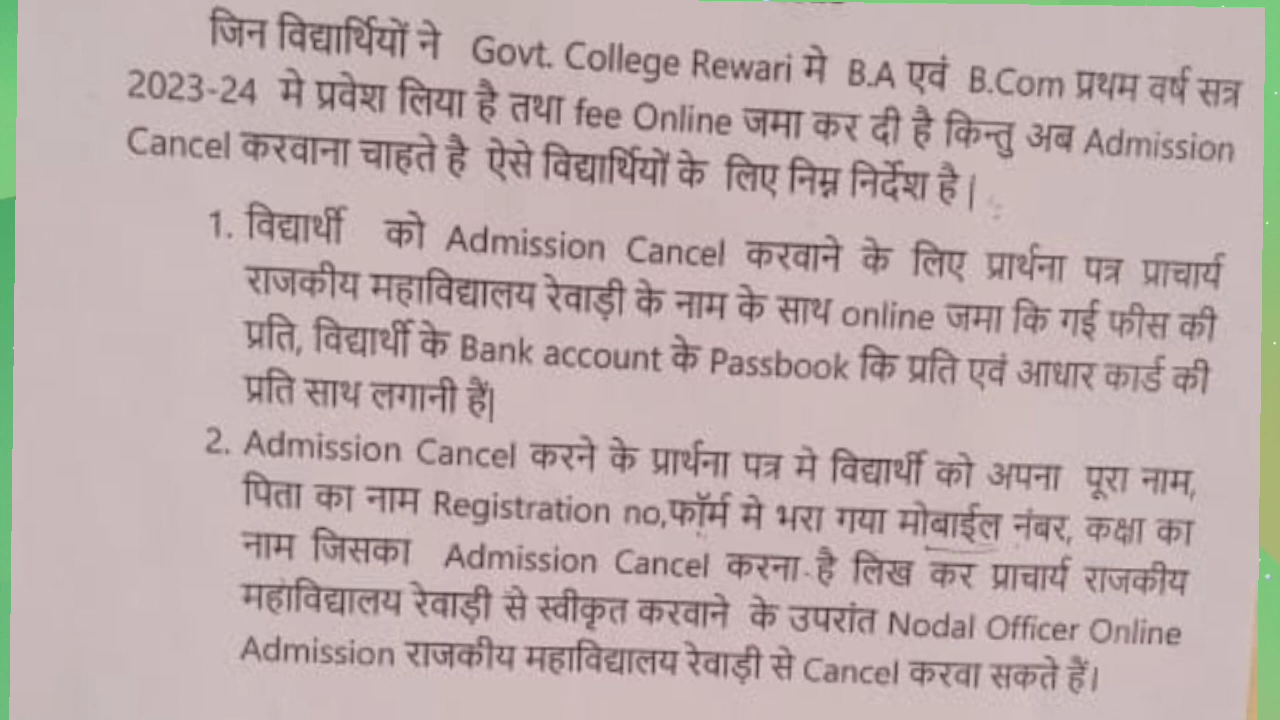 जिन विद्यार्थियों ने Govt. College Rewari मे B.A एवं B.Com प्रथम वर्ष सत्र
2023-24 मे प्रवेश लिया है तथा fee Online जमा कर दी है किन्तु अब Admission
Cancel करवाना चाहते है ऐसे विद्यार्थियों के लिए निम्न निर्देश है |
1. विद्यार्थी को Admission Cancel करवाने के लिए प्रार्थना पत्र प्राचार्य
राजकीय महाविद्यालय रेवाड़ी के नाम के साथ online जमा कि गई फीस की
प्रति, विद्यार्थी के Bank account के Passbook कि प्रति एवं आधार कार्ड की
प्रति साथ लगानी हैं|
2. Admission Cancel करने के प्रार्थना पत्र मे विद्यार्थी को अपना पूरा नाम,
पिता का नाम Registration no,फॉर्म मे भरा गया मोबाईल नंबर, कक्षा का
नाम जिसका Admission Cancel करना है लिख कर प्राचार्य राजकीय
महाविद्यालय रेवाड़ी से स्वीकृत करवाने के उपरांत Nodal Officer Online
Admission राजकीय महाविद्यालय रेवाड़ी से Cancel करवा सकते हैं।